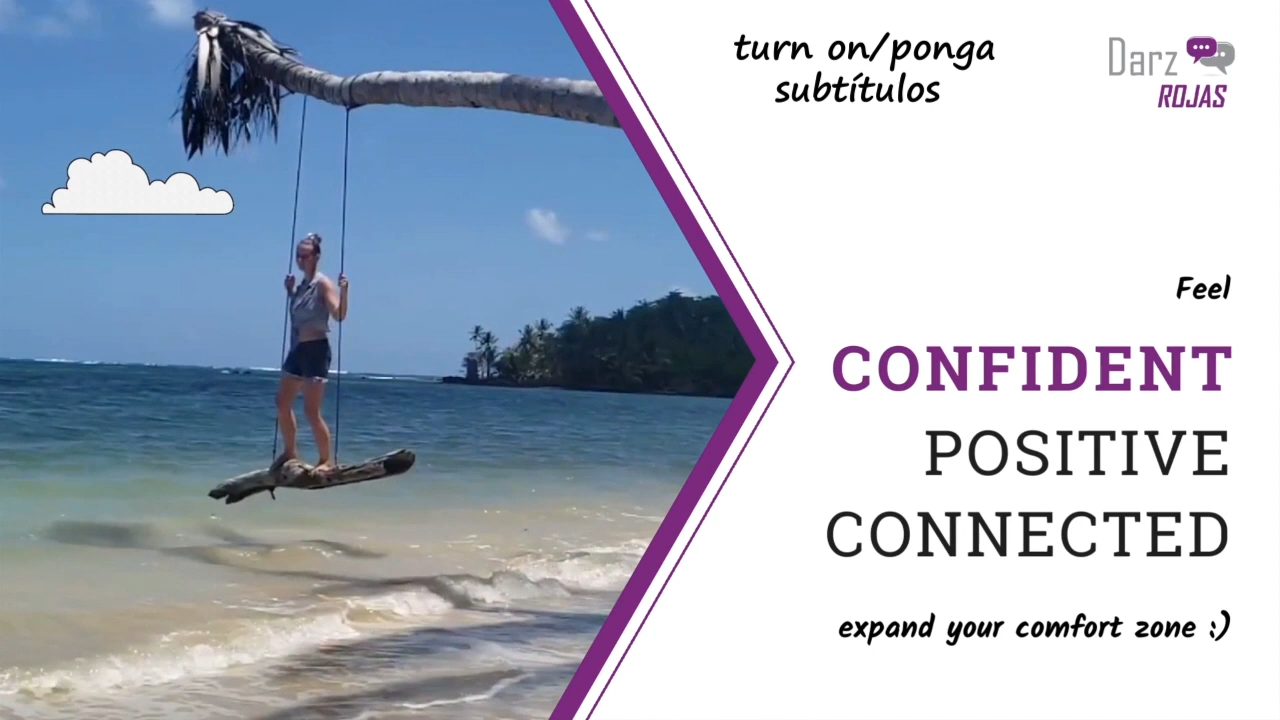 turn on/ponga
subtítulos
Darz
ROJAS
Feel
CONFIDENT
POSITIVE
CONNECTED
expand your comfort zone :)